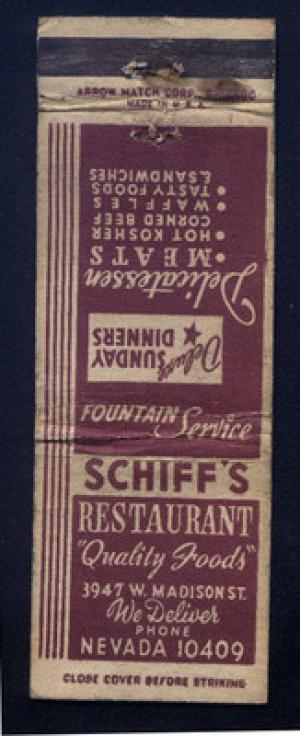 ARROW MATCH CORP., CHICAGO
MADE IN U.S.A.
Deluxe SUNDAY
★ DINNERS
Delicatessen
• MEATS
• HOT KOSHER
CORNED BEEF
• WAFFLES
• TASTY FOODS
& SANDWICHES
FOUNTAIN Service
SCHIFF'S
RESTAURANT
"Quality Foods"
3947 W. MADISON ST.
We Deliver
PHONE
NEVADA 10409
CLOSE COVER BEFORE STRIKING